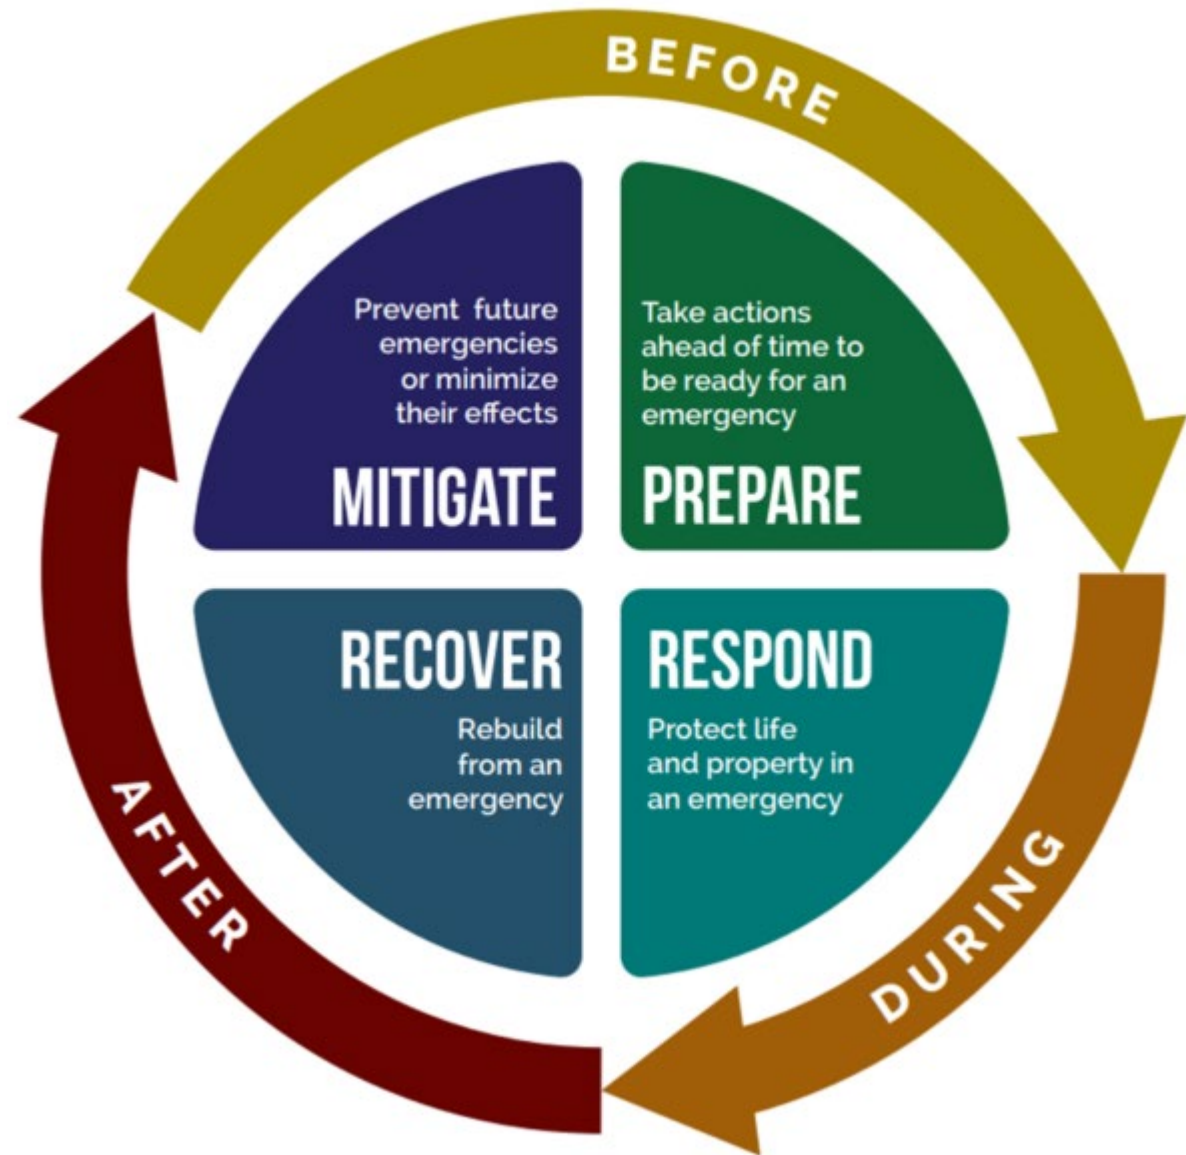 BEFORE
Prevent future
emergencies
or minimize
their effects
MITIGATE
Take actions
ahead of time to
be ready for an
emergency
PREPARE
RECOVER
Rebuild
from an
emergency
RESPOND
Protect life
and property in
an emergency
AFTER
DURING